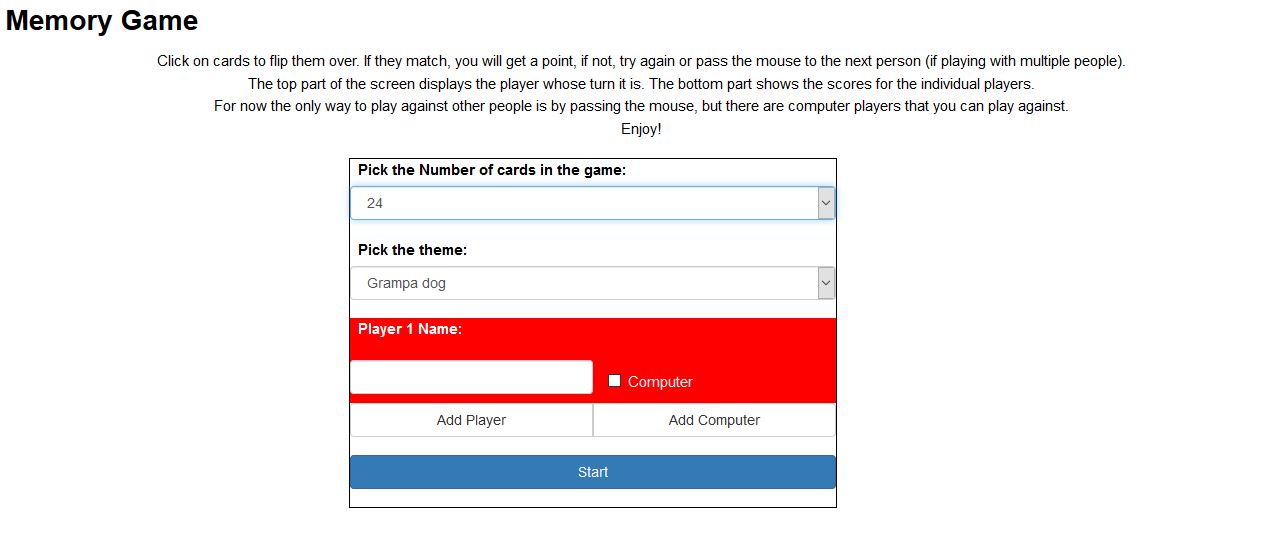 Memory Game
Click on cards to flip them over. If they match, you will get a point, if not, try again or pass the mouse to the next person (if playing with multiple people).
The top part of the screen displays the player whose turn it is. The bottom part shows the scores for the individual players.
For now the only way to play against other people is by passing the mouse, but there are computer players that you can play against.
Enjoy!
Pick the Number of cards in the game:
24
Pick the theme:
Grampa dog
Player 1 Name:
Computer
Add Player Add Computer
Start